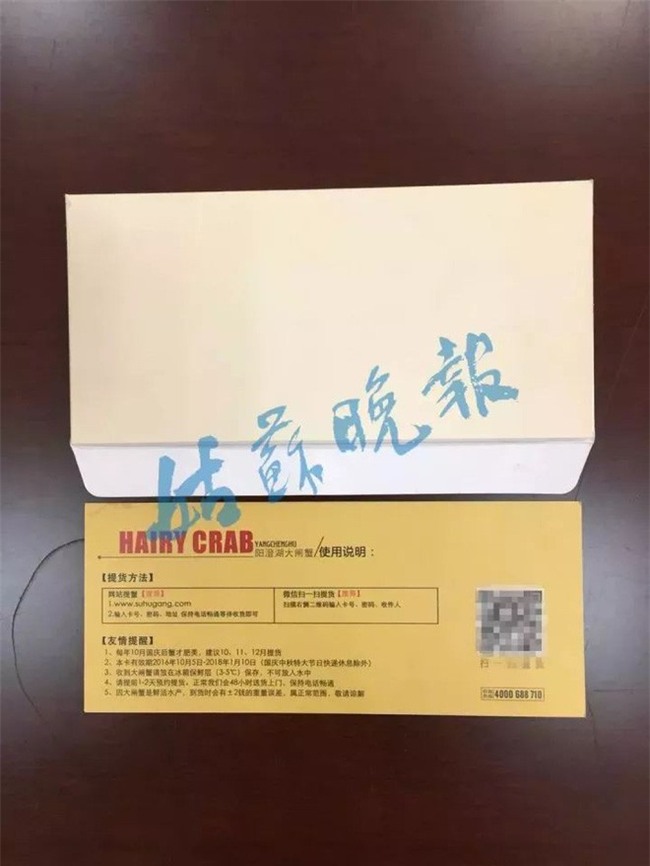 姑蘇晚報
HAIRY CRAB YANGCHENGHU 阳澄湖大闸蟹/使用说明：
【提货方法】
网站提蟹【推荐】
1.www.suhugang.com
2.输入卡号、密码、地址 保持电话畅通等待收货即可
微信扫一扫提货【推荐】
扫描右侧二维码输入卡号、密码、收件人
扫一扫
【友情提醒】
1、每年10月国庆后蟹才肥美，建议10、11、12月提货
2、本卡有效期2016年10月5日-2018年1月10日（国庆中秋特大节日快递休息除外）
3、收到大闸蟹请放在冰箱保鲜层（3-5℃）保存，不可放入水中
4、请提前1-2天预约提货，正常我们会48小时送货上门，保持电话畅通
5、因大闸蟹是鲜活水产，到货时会有±2钱的重量误差，属正常范围，敬请谅解
4000 688 710